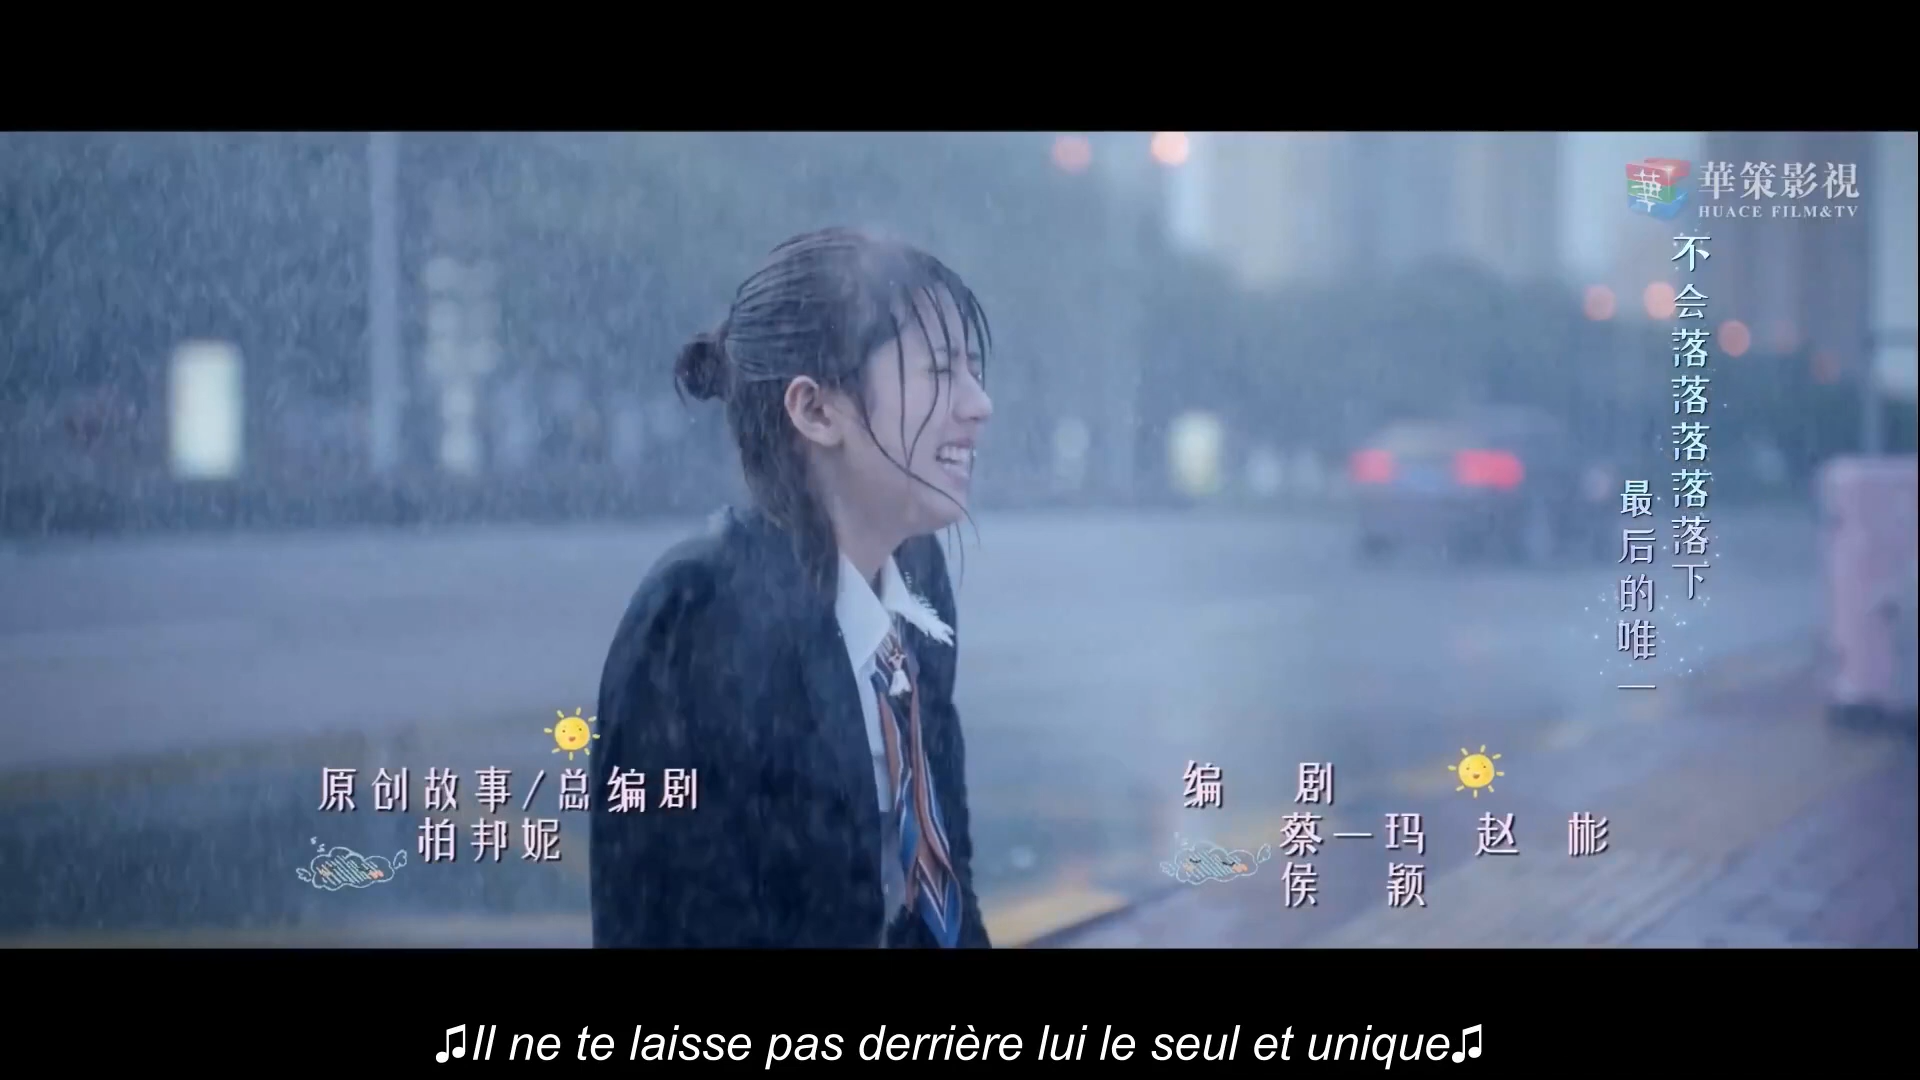 華策影視
HUACE FILM&TV
不会落落落落落下
最后的唯一
原创故事/总编剧
柏邦妮
编 剧
蔡一玛 赵 彬
侯 颖
♫Il ne te laisse pas derrière lui le seul et unique♫